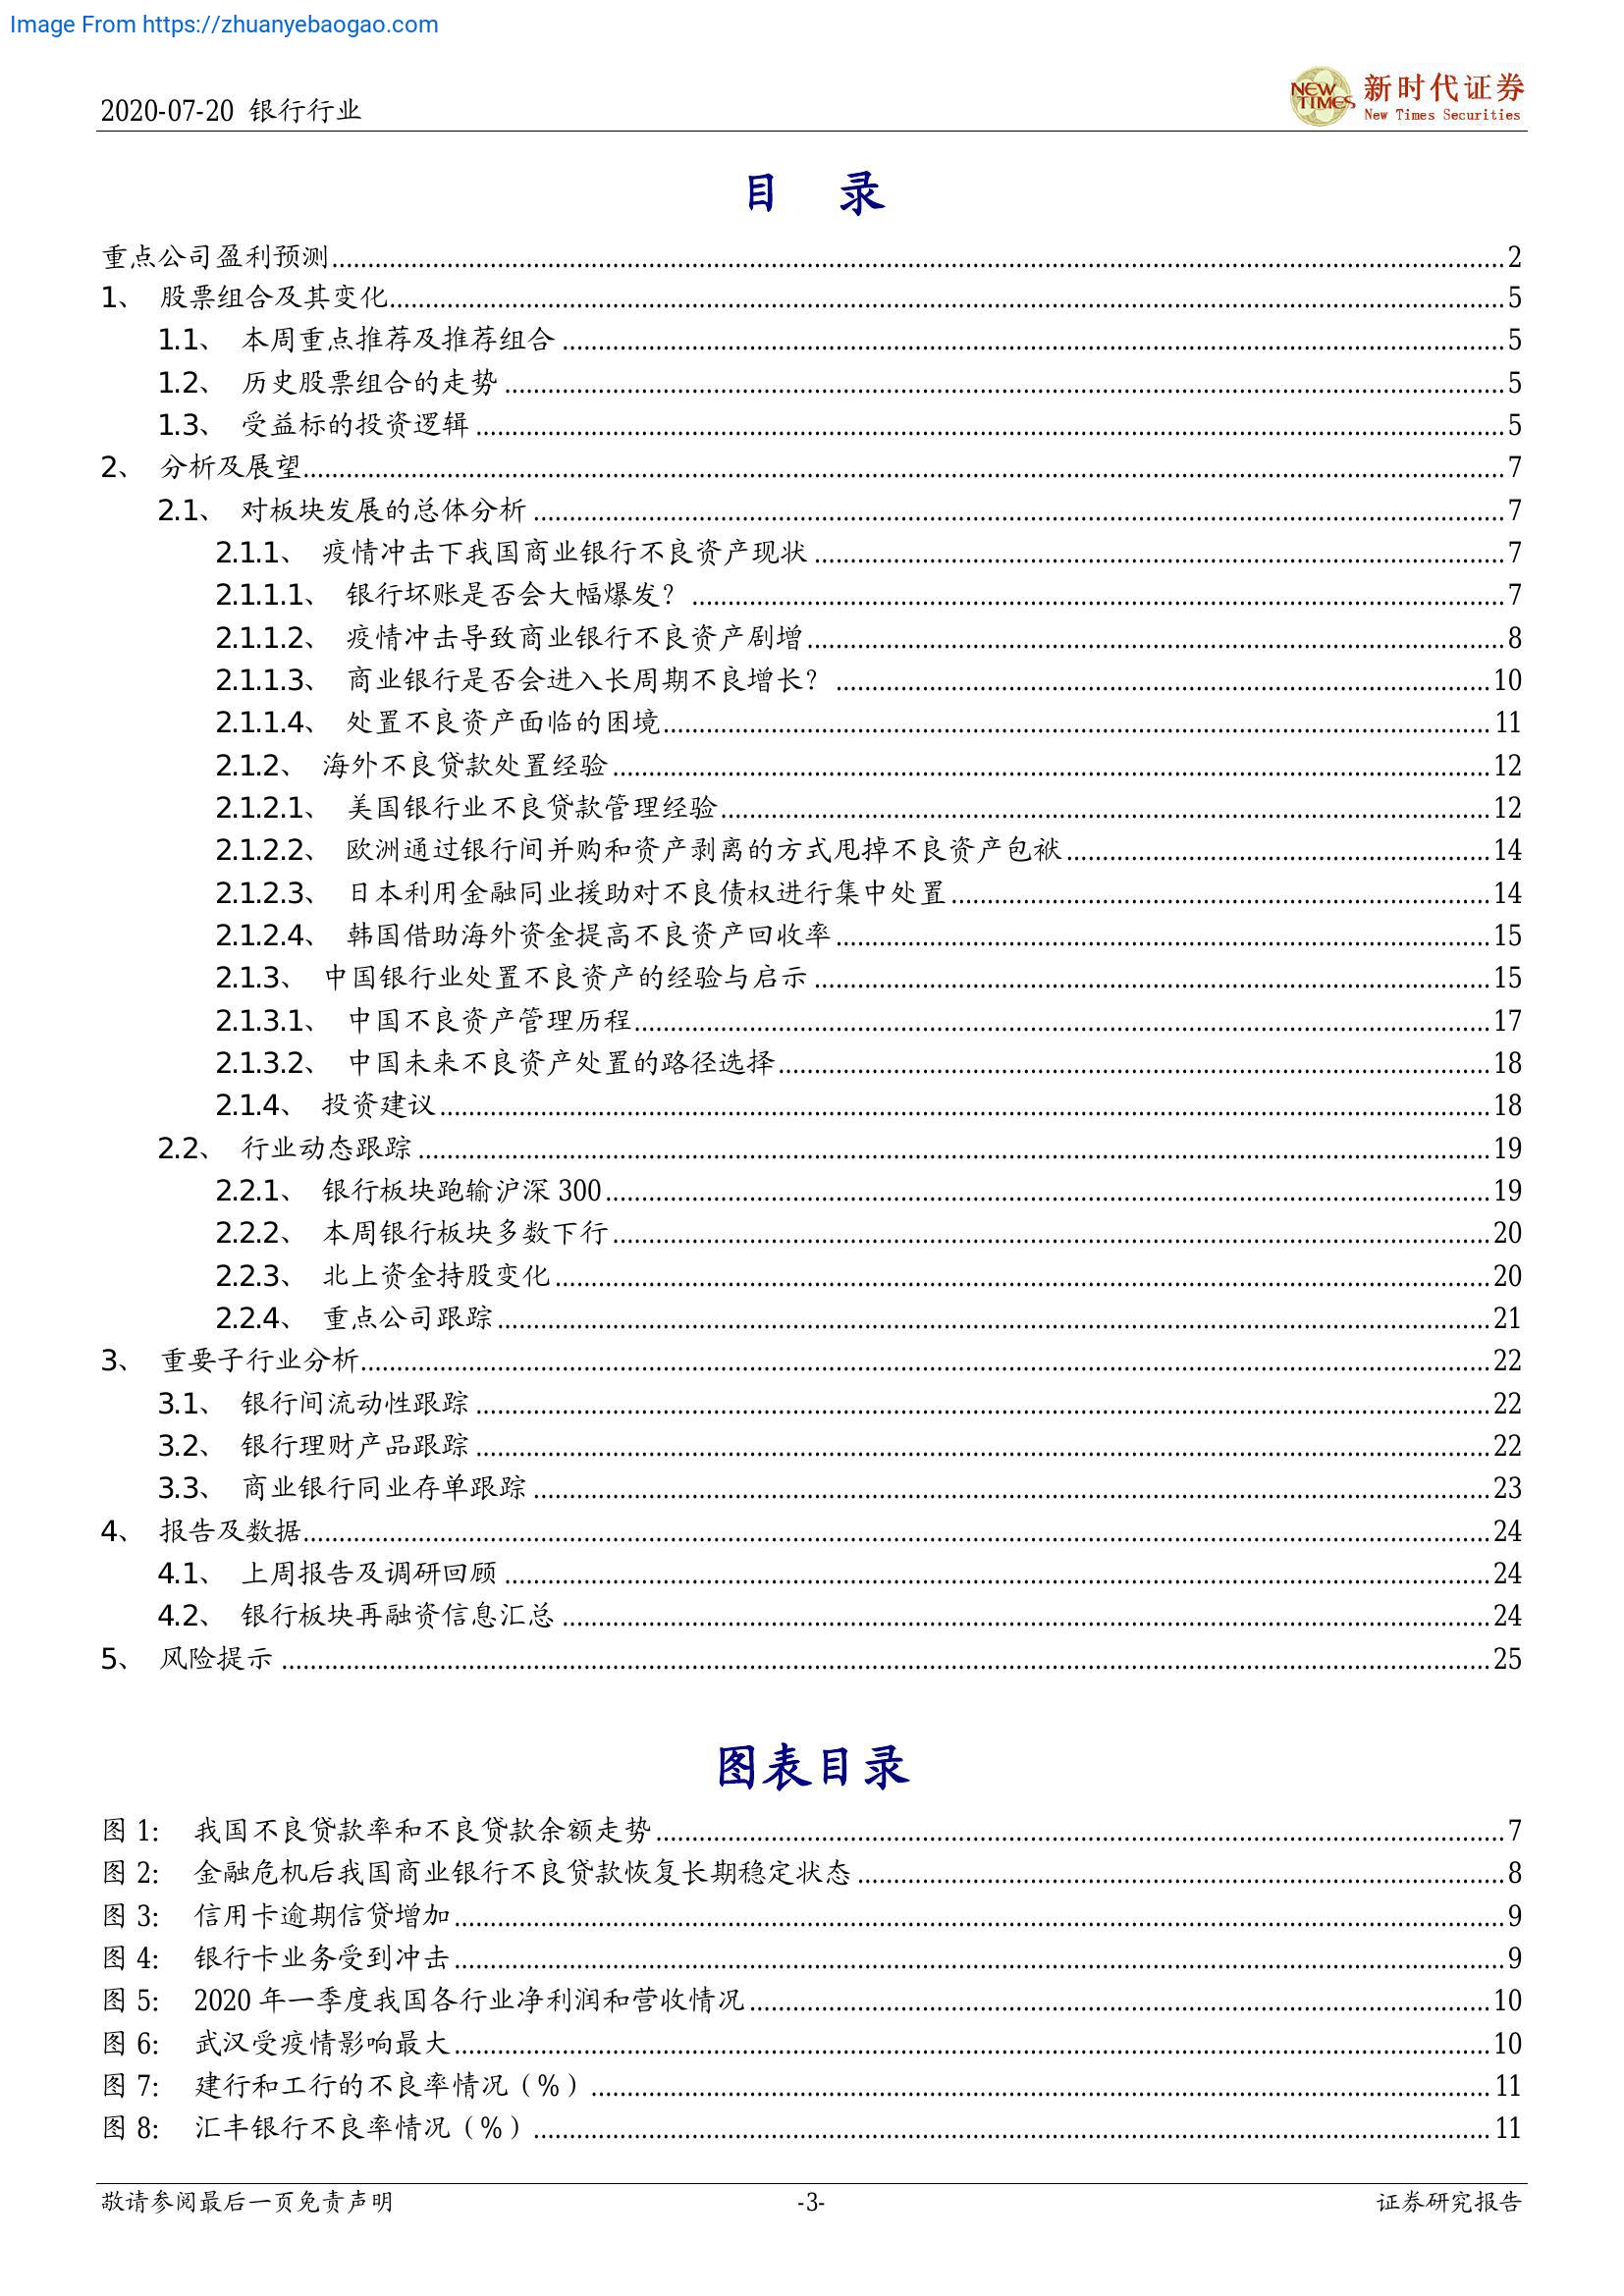 Image From https://zhuanyebaogao.com
2020-07-20 银行行业
NEW TIMES
新时代证券
New Times Securities
目 录
重点公司盈利预测 2
1、 股票组合及其变化 5
1.1、 本周重点推荐及推荐组合 5
1.2、 历史股票组合的走势 5
1.3、 受益标的投资逻辑 5
2、 分析及展望 7
2.1、 对板块发展的总体分析 7
2.1.1、 疫情冲击下我国商业银行不良资产现状 7
2.1.1.1、 银行坏账是否会大幅爆发？ 7
2.1.1.2、 疫情冲击导致商业银行不良资产剧增 8
2.1.1.3、 商业银行是否会进入长周期不良增长？ 10
2.1.1.4、 处置不良资产面临的困境 11
2.1.2、 海外不良贷款处置经验 12
2.1.2.1、 美国银行业不良贷款管理经验 12
2.1.2.2、 欧洲通过银行间并购和资产剥离的方式甩掉不良资产包袱 14
2.1.2.3、 日本利用金融同业援助对不良债权进行集中处置 14
2.1.2.4、 韩国借助海外资金提高不良资产回收率 15
2.1.3、 中国银行业处置不良资产的经验与启示 15
2.1.3.1、 中国不良资产管理历程 17
2.1.3.2、 中国未来不良资产处置的路径选择 18
2.1.4、 投资建议 18
2.2、 行业动态跟踪 19
2.2.1、 银行板块跑输沪深 300 19
2.2.2、 本周银行板块多数下行 20
2.2.3、 北上资金持股变化 20
2.2.4、 重点公司跟踪 21
3、 重要子行业分析 22
3.1、 银行间流动性跟踪 22
3.2、 银行理财产品跟踪 22
3.3、 商业银行同业存单跟踪 23
4、 报告及数据 24
4.1、 上周报告及调研回顾 24
4.2、 银行板块再融资信息汇总 24
5、 风险提示 25
图表目录
图 1: 我国不良贷款率和不良贷款余额走势 7
图 2: 金融危机后我国商业银行不良贷款恢复长期稳定状态 8
图 3: 信用卡逾期信贷增加 9
图 4: 银行卡业务受到冲击 9
图 5: 2020 年一季度我国各行业净利润和营收情况 10
图 6: 武汉受疫情影响最大 10
图 7: 建行和工行的不良率情况（%） 11
图 8: 汇丰银行不良率情况（%） 11
敬请参阅最后一页免责声明 -3- 证券研究报告